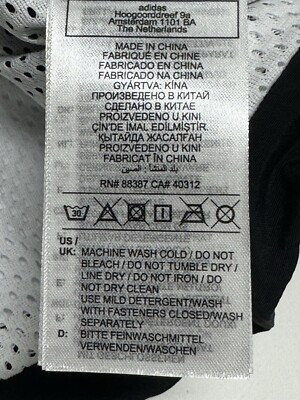 adidas
Hoogoorddreef 9a
Amsterdam 1101 BA
The Netherlands
MADE IN CHINA
FABRIQUÉ EN CHINE
FABRICADO EN CHINA
FABRICADO NA CHINA
GYÁRTVA: KÍNA
ПРОИЗВЕДЕНО В КИТАЙ
СДЕЛАНО В КИТАЕ
PROIZVEDENO U KINI
ÇİN'DE İMAL EDİLMİŞTİR.
ҚЫТАЙДА ЖАСАЛҒАН
PROIZVEDENO U KINI
FABRICAT ÎN CHINA
بلد المنشأ: الصين
RN# 88387 CA# 40312
30
US /
UK: MACHINE WASH COLD / DO NOT
BLEACH / DO NOT TUMBLE DRY /
LINE DRY / DO NOT IRON / DO
NOT DRY CLEAN
USE MILD DETERGENT/WASH
WITH FASTENERS CLOSED/WASH
SEPARATELY
D: BITTE FEINWASCHMITTEL
VERWENDEN/WASCHEN